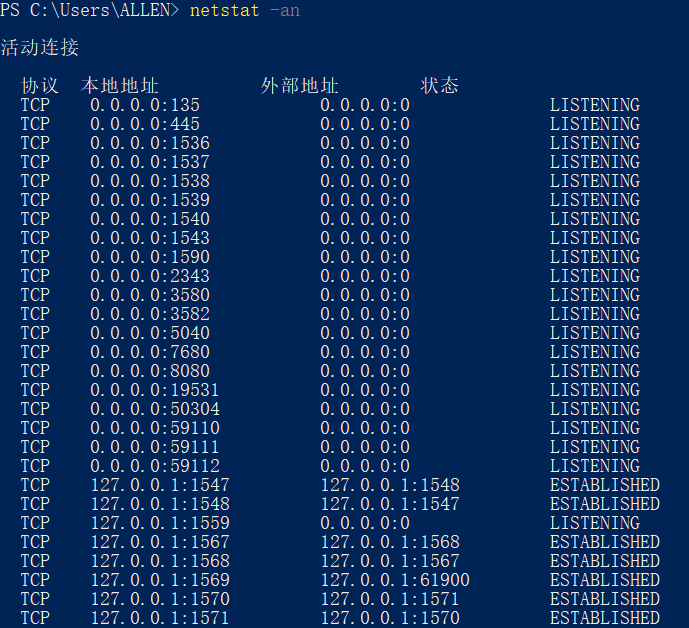 PS C:\Users\ALLEN> netstat -an
活动连接
协议 本地地址 外部地址 状态
TCP 0.0.0.0:135 0.0.0.0:0 LISTENING
TCP 0.0.0.0:445 0.0.0.0:0 LISTENING
TCP 0.0.0.0:1536 0.0.0.0:0 LISTENING
TCP 0.0.0.0:1537 0.0.0.0:0 LISTENING
TCP 0.0.0.0:1538 0.0.0.0:0 LISTENING
TCP 0.0.0.0:1539 0.0.0.0:0 LISTENING
TCP 0.0.0.0:1540 0.0.0.0:0 LISTENING
TCP 0.0.0.0:1543 0.0.0.0:0 LISTENING
TCP 0.0.0.0:1590 0.0.0.0:0 LISTENING
TCP 0.0.0.0:2343 0.0.0.0:0 LISTENING
TCP 0.0.0.0:3580 0.0.0.0:0 LISTENING
TCP 0.0.0.0:3582 0.0.0.0:0 LISTENING
TCP 0.0.0.0:5040 0.0.0.0:0 LISTENING
TCP 0.0.0.0:7680 0.0.0.0:0 LISTENING
TCP 0.0.0.0:8080 0.0.0.0:0 LISTENING
TCP 0.0.0.0:19531 0.0.0.0:0 LISTENING
TCP 0.0.0.0:50304 0.0.0.0:0 LISTENING
TCP 0.0.0.0:59110 0.0.0.0:0 LISTENING
TCP 0.0.0.0:59111 0.0.0.0:0 LISTENING
TCP 0.0.0.0:59112 0.0.0.0:0 LISTENING
TCP 127.0.0.1:1547 127.0.0.1:1548 ESTABLISHED
TCP 127.0.0.1:1548 127.0.0.1:1547 ESTABLISHED
TCP 127.0.0.1:1559 0.0.0.0:0 LISTENING
TCP 127.0.0.1:1567 127.0.0.1:1568 ESTABLISHED
TCP 127.0.0.1:1568 127.0.0.1:1567 ESTABLISHED
TCP 127.0.0.1:1569 127.0.0.1:61900 ESTABLISHED
TCP 127.0.0.1:1570 127.0.0.1:1571 ESTABLISHED
TCP 127.0.0.1:1571 127.0.0.1:1570 ESTABLISHED